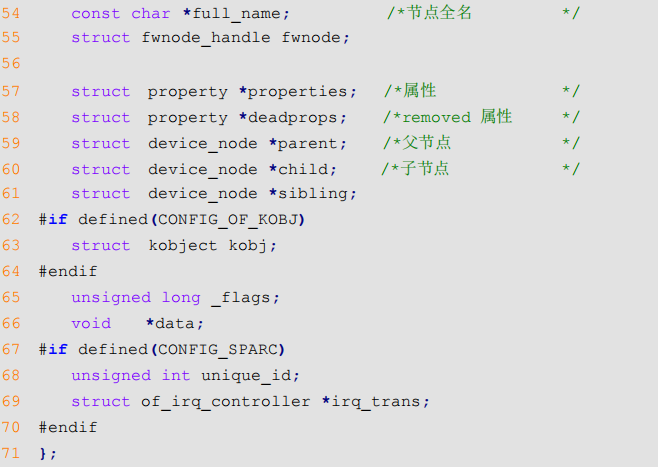 54 const char *full_name; /*节点全名 */
55 struct fwnode_handle fwnode;
56
57 struct property *properties; /*属性 */
58 struct property *deadprops; /*removed 属性 */
59 struct device_node *parent; /*父节点 */
60 struct device_node *child; /*子节点 */
61 struct device_node *sibling;
62 #if defined(CONFIG_OF_KOBJ)
63 struct kobject kobj;
64 #endif
65 unsigned long _flags;
66 void *data;
67 #if defined(CONFIG_SPARC)
68 unsigned int unique_id;
69 struct of_irq_controller *irq_trans;
70 #endif
71 };